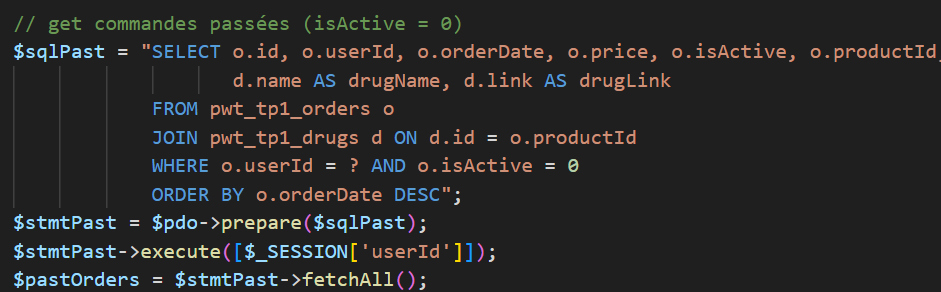 // get commandes passées (isActive = 0)
$sqlPast = "SELECT o.id, o.userId, o.orderDate, o.price, o.isActive, o.productId,
d.name AS drugName, d.link AS drugLink
FROM pwt_tp1_orders o
JOIN pwt_tp1_drugs d ON d.id = o.productId
WHERE o.userId = ? AND o.isActive = 0
ORDER BY o.orderDate DESC";
$stmtPast = $pdo->prepare($sqlPast);
$stmtPast->execute([$_SESSION['userId']]);
$pastOrders = $stmtPast->fetchAll();